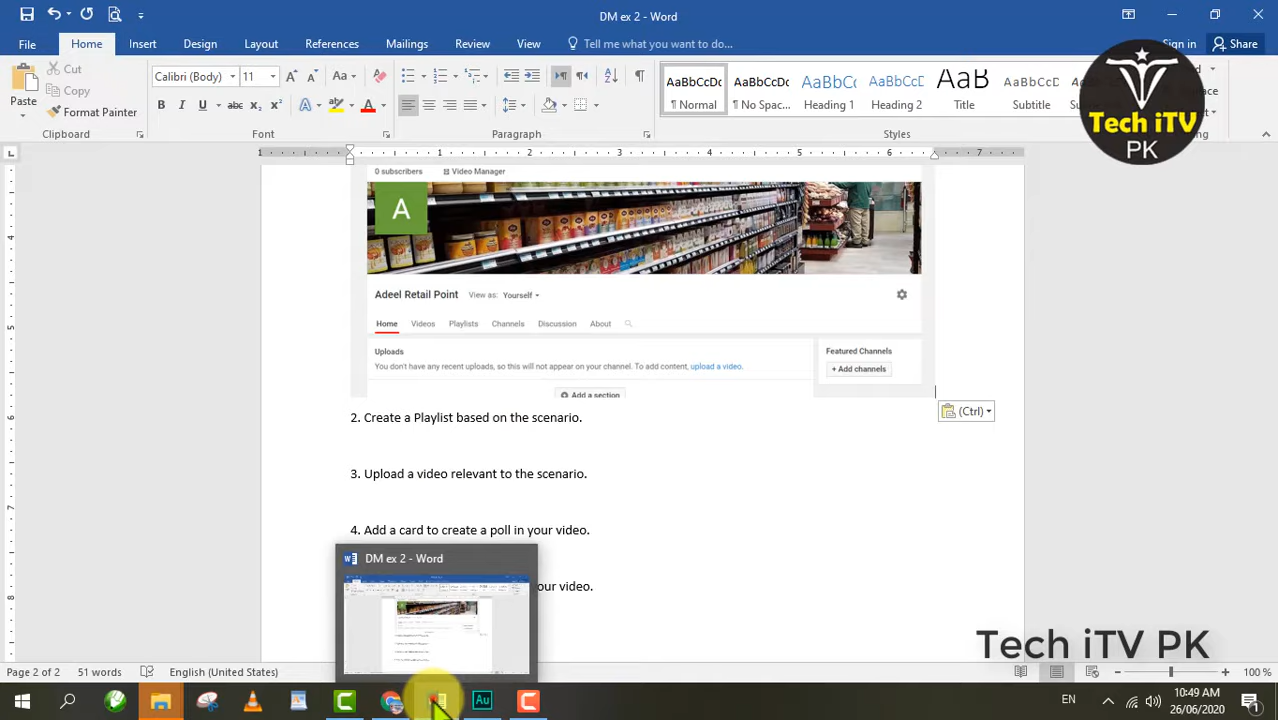 DM ex 2 - Word
Sign in
Share
File
Home
Insert
Draw
Design
Layout
References
Mailings
Review
View
Help
Tell me what you want to do...
Paste
Cut
Copy
Format Painter
Clipboard
Calibri (Body)
11
Font
Paragraph
AaBbCcDc
¶ Normal
AaBbCcDc
¶ No Spac...
AaBbCc
AaBbCcD
Heading 2
AaB
Title
AaBbCcD
Subtitle
Styles
Tech iTV
PK
0 subscribers
Video Manager
A
Adeel Retail Point
View as:
Yourself
Home
Videos
Playlists
Channels
Discussion
About
Uploads
You don't have any recent uploads, so this will not appear on your channel. To add content, upload a video.
Featured Channels
+ Add channels
Add a section
(Ctrl)
2. Create a Playlist based on the scenario.
3. Upload a video relevant to the scenario.
4. Add a card to create a poll in your video.
your video.
DM ex 2 - Word
Tech iTV PK
Page 2 of 2
51 words
English (United States)
100 %
Au
EN
10:49 AM
26/06/2020